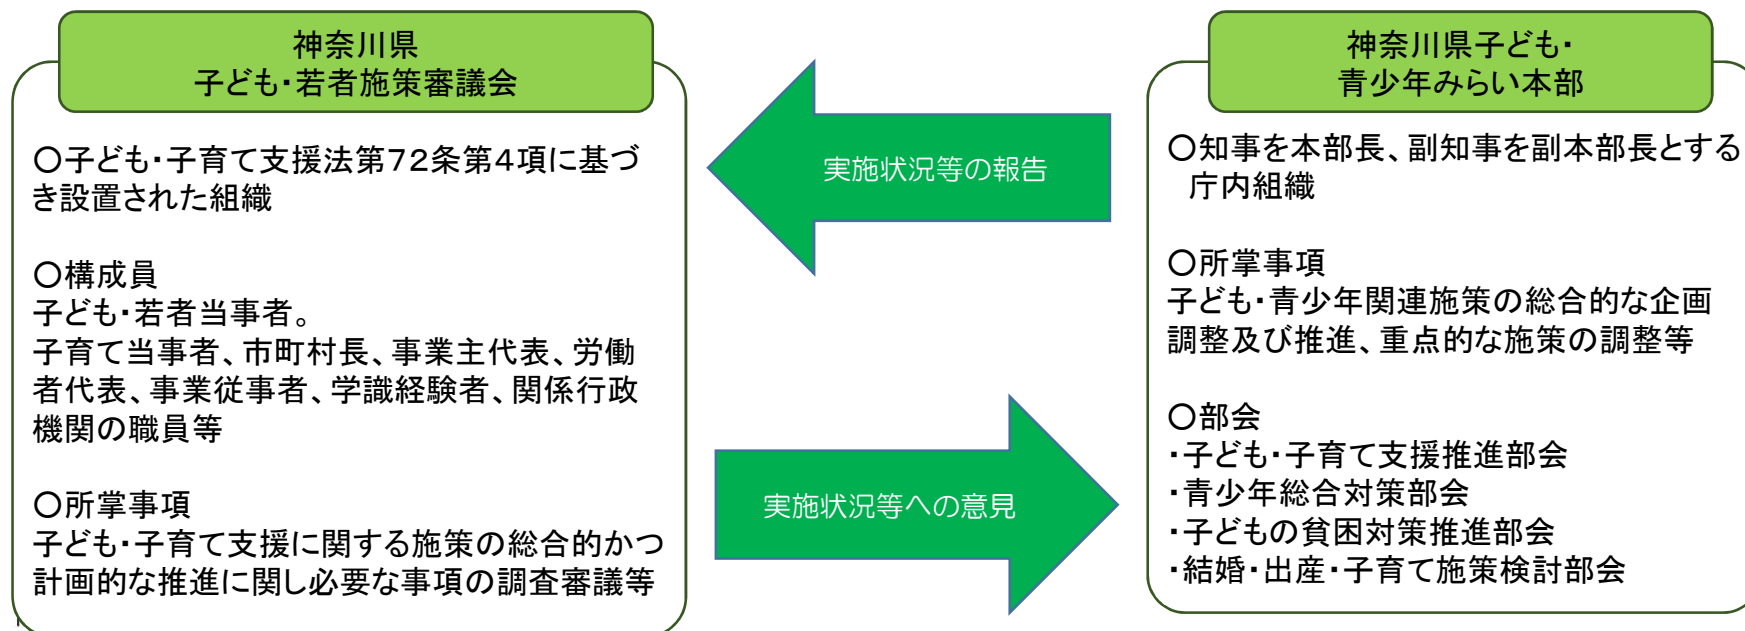 神奈川県
子ども・若者施策審議会
〇子ども・子育て支援法第７２条第４項に基づ
き設置された組織
〇構成員
子ども・若者当事者。
子育て当事者、市町村長、事業主代表、労働
者代表、事業従事者、学識経験者、関係行政
機関の職員等
〇所掌事項
子ども・子育て支援に関する施策の総合的かつ
計画的な推進に関し必要な事項の調査審議等
実施状況等の報告
実施状況等への意見
神奈川県子ども・
青少年みらい本部
〇知事を本部長、副知事を副本部長とする
庁内組織
〇所掌事項
子ども・青少年関連施策の総合的な企画
調整及び推進、重点的な施策の調整等
〇部会
・子ども・子育て支援推進部会
・青少年総合対策部会
・子どもの貧困対策推進部会
・結婚・出産・子育て施策検討部会